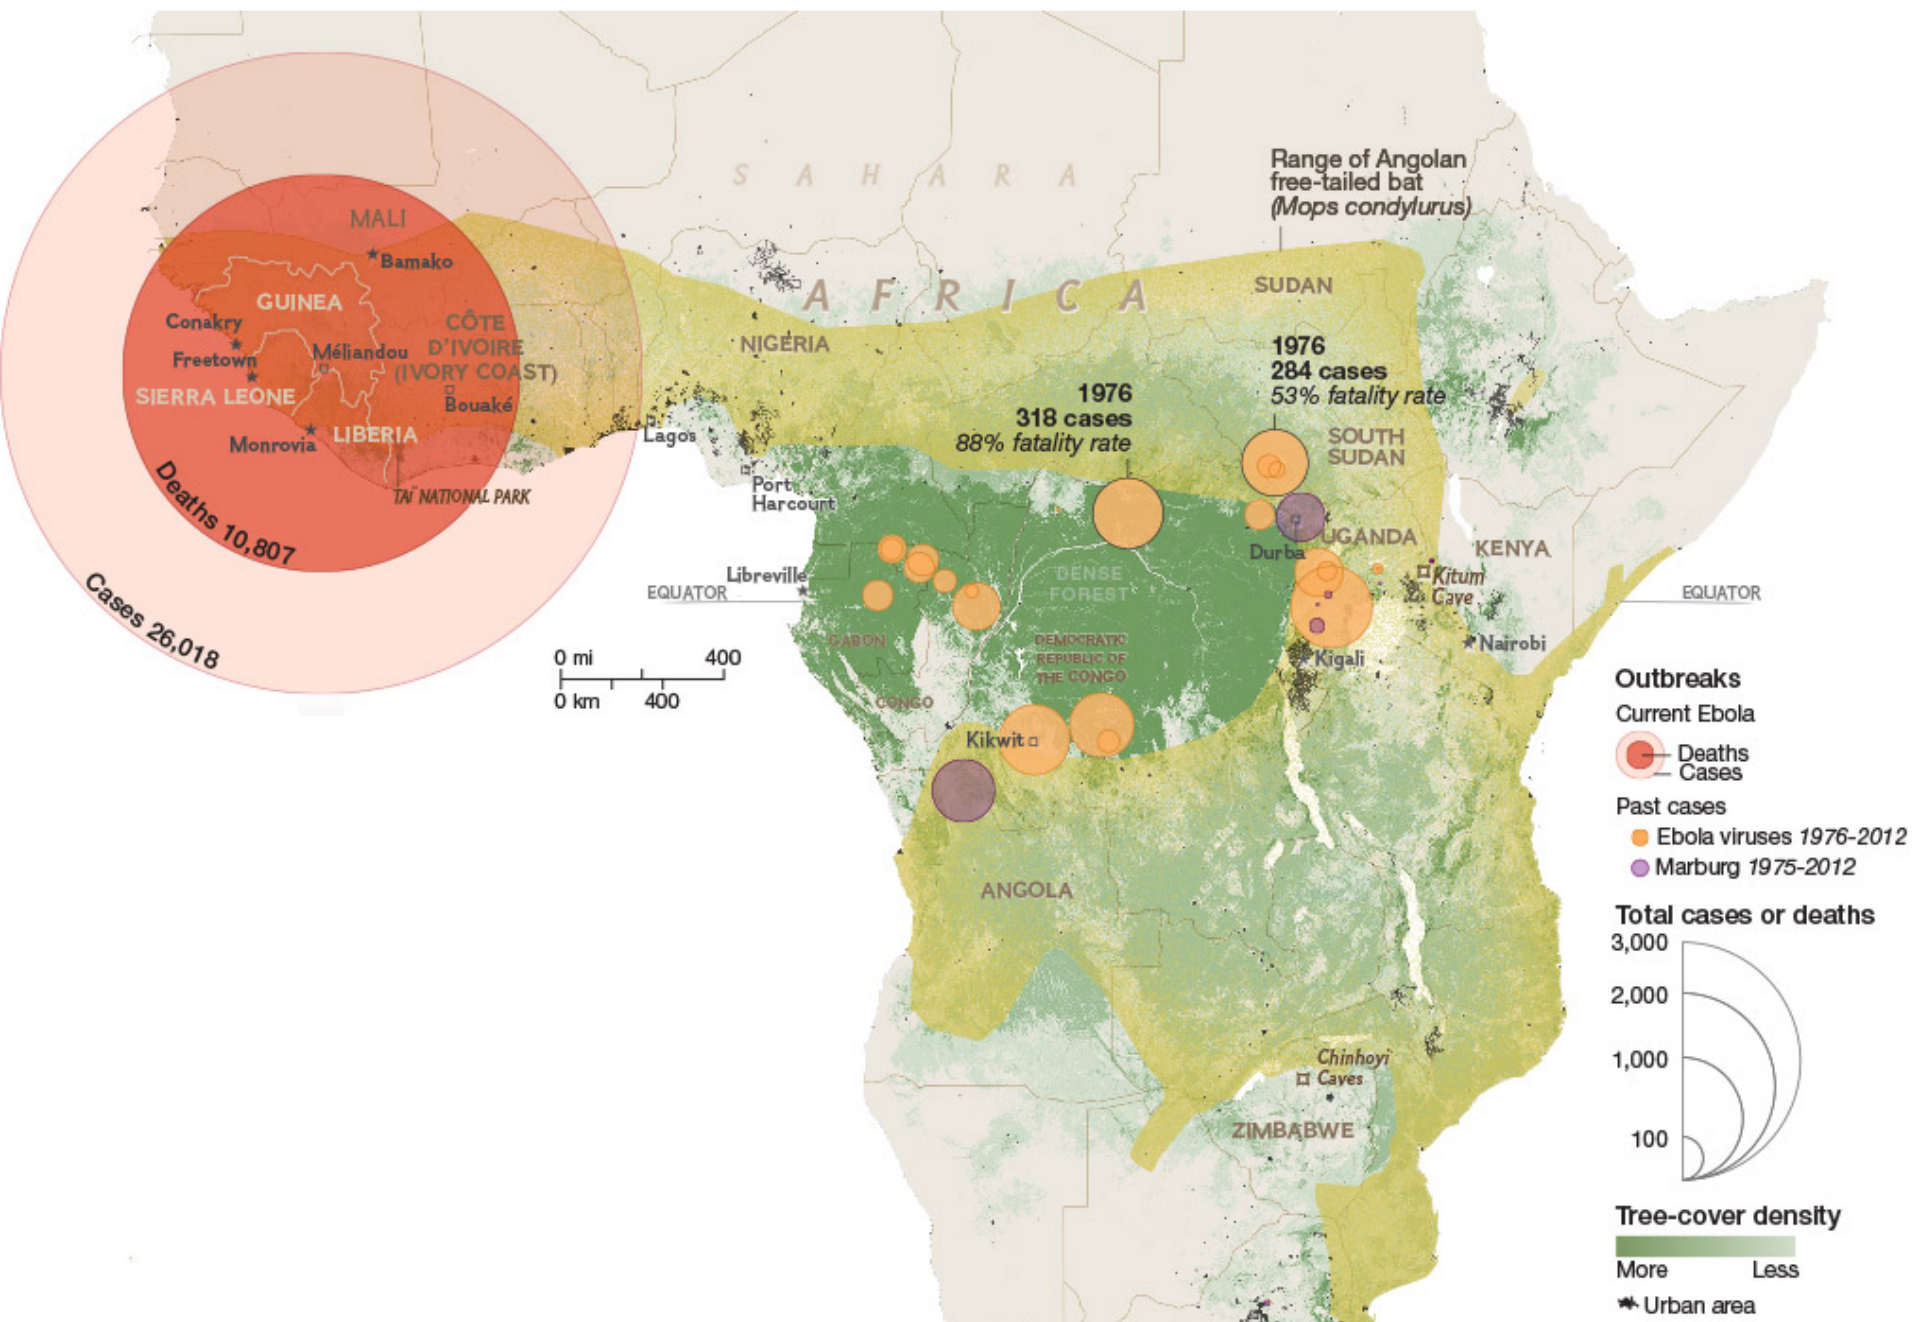 SAHARA
Range of Angolan
free-tailed bat
(Mops condylurus)
MALI
Bamako
AFRICA
SUDAN
GUINEA
Conakry
CÔTE
D'IVOIRE
(IVORY COAST)
NIGERIA
Freetown
Méliandou
SIERRA LEONE
Bouaké
Monrovia
LIBERIA
TAÏ NATIONAL PARK
Deaths 10,807
Cases 26,018
1976
318 cases
88% fatality rate
1976
284 cases
53% fatality rate
Lagos
SOUTH
SUDAN
Port
Harcourt
UGANDA
Durba
KENYA
Libreville
DENSE
FOREST
Kitum
Cave
EQUATOR
EQUATOR
GABON
DEMOCRATIC
REPUBLIC OF
THE CONGO
Nairobi
Kigali
0 mi 400
0 km 400
CONGO
Kikwit
ANGOLA
Chinhoyi
Caves
ZIMBABWE
Outbreaks
Current Ebola
Deaths
Cases
Past cases
Ebola viruses 1976-2012
Marburg 1975-2012
Total cases or deaths
3,000
2,000
1,000
100
Tree-cover density
More Less
Urban area